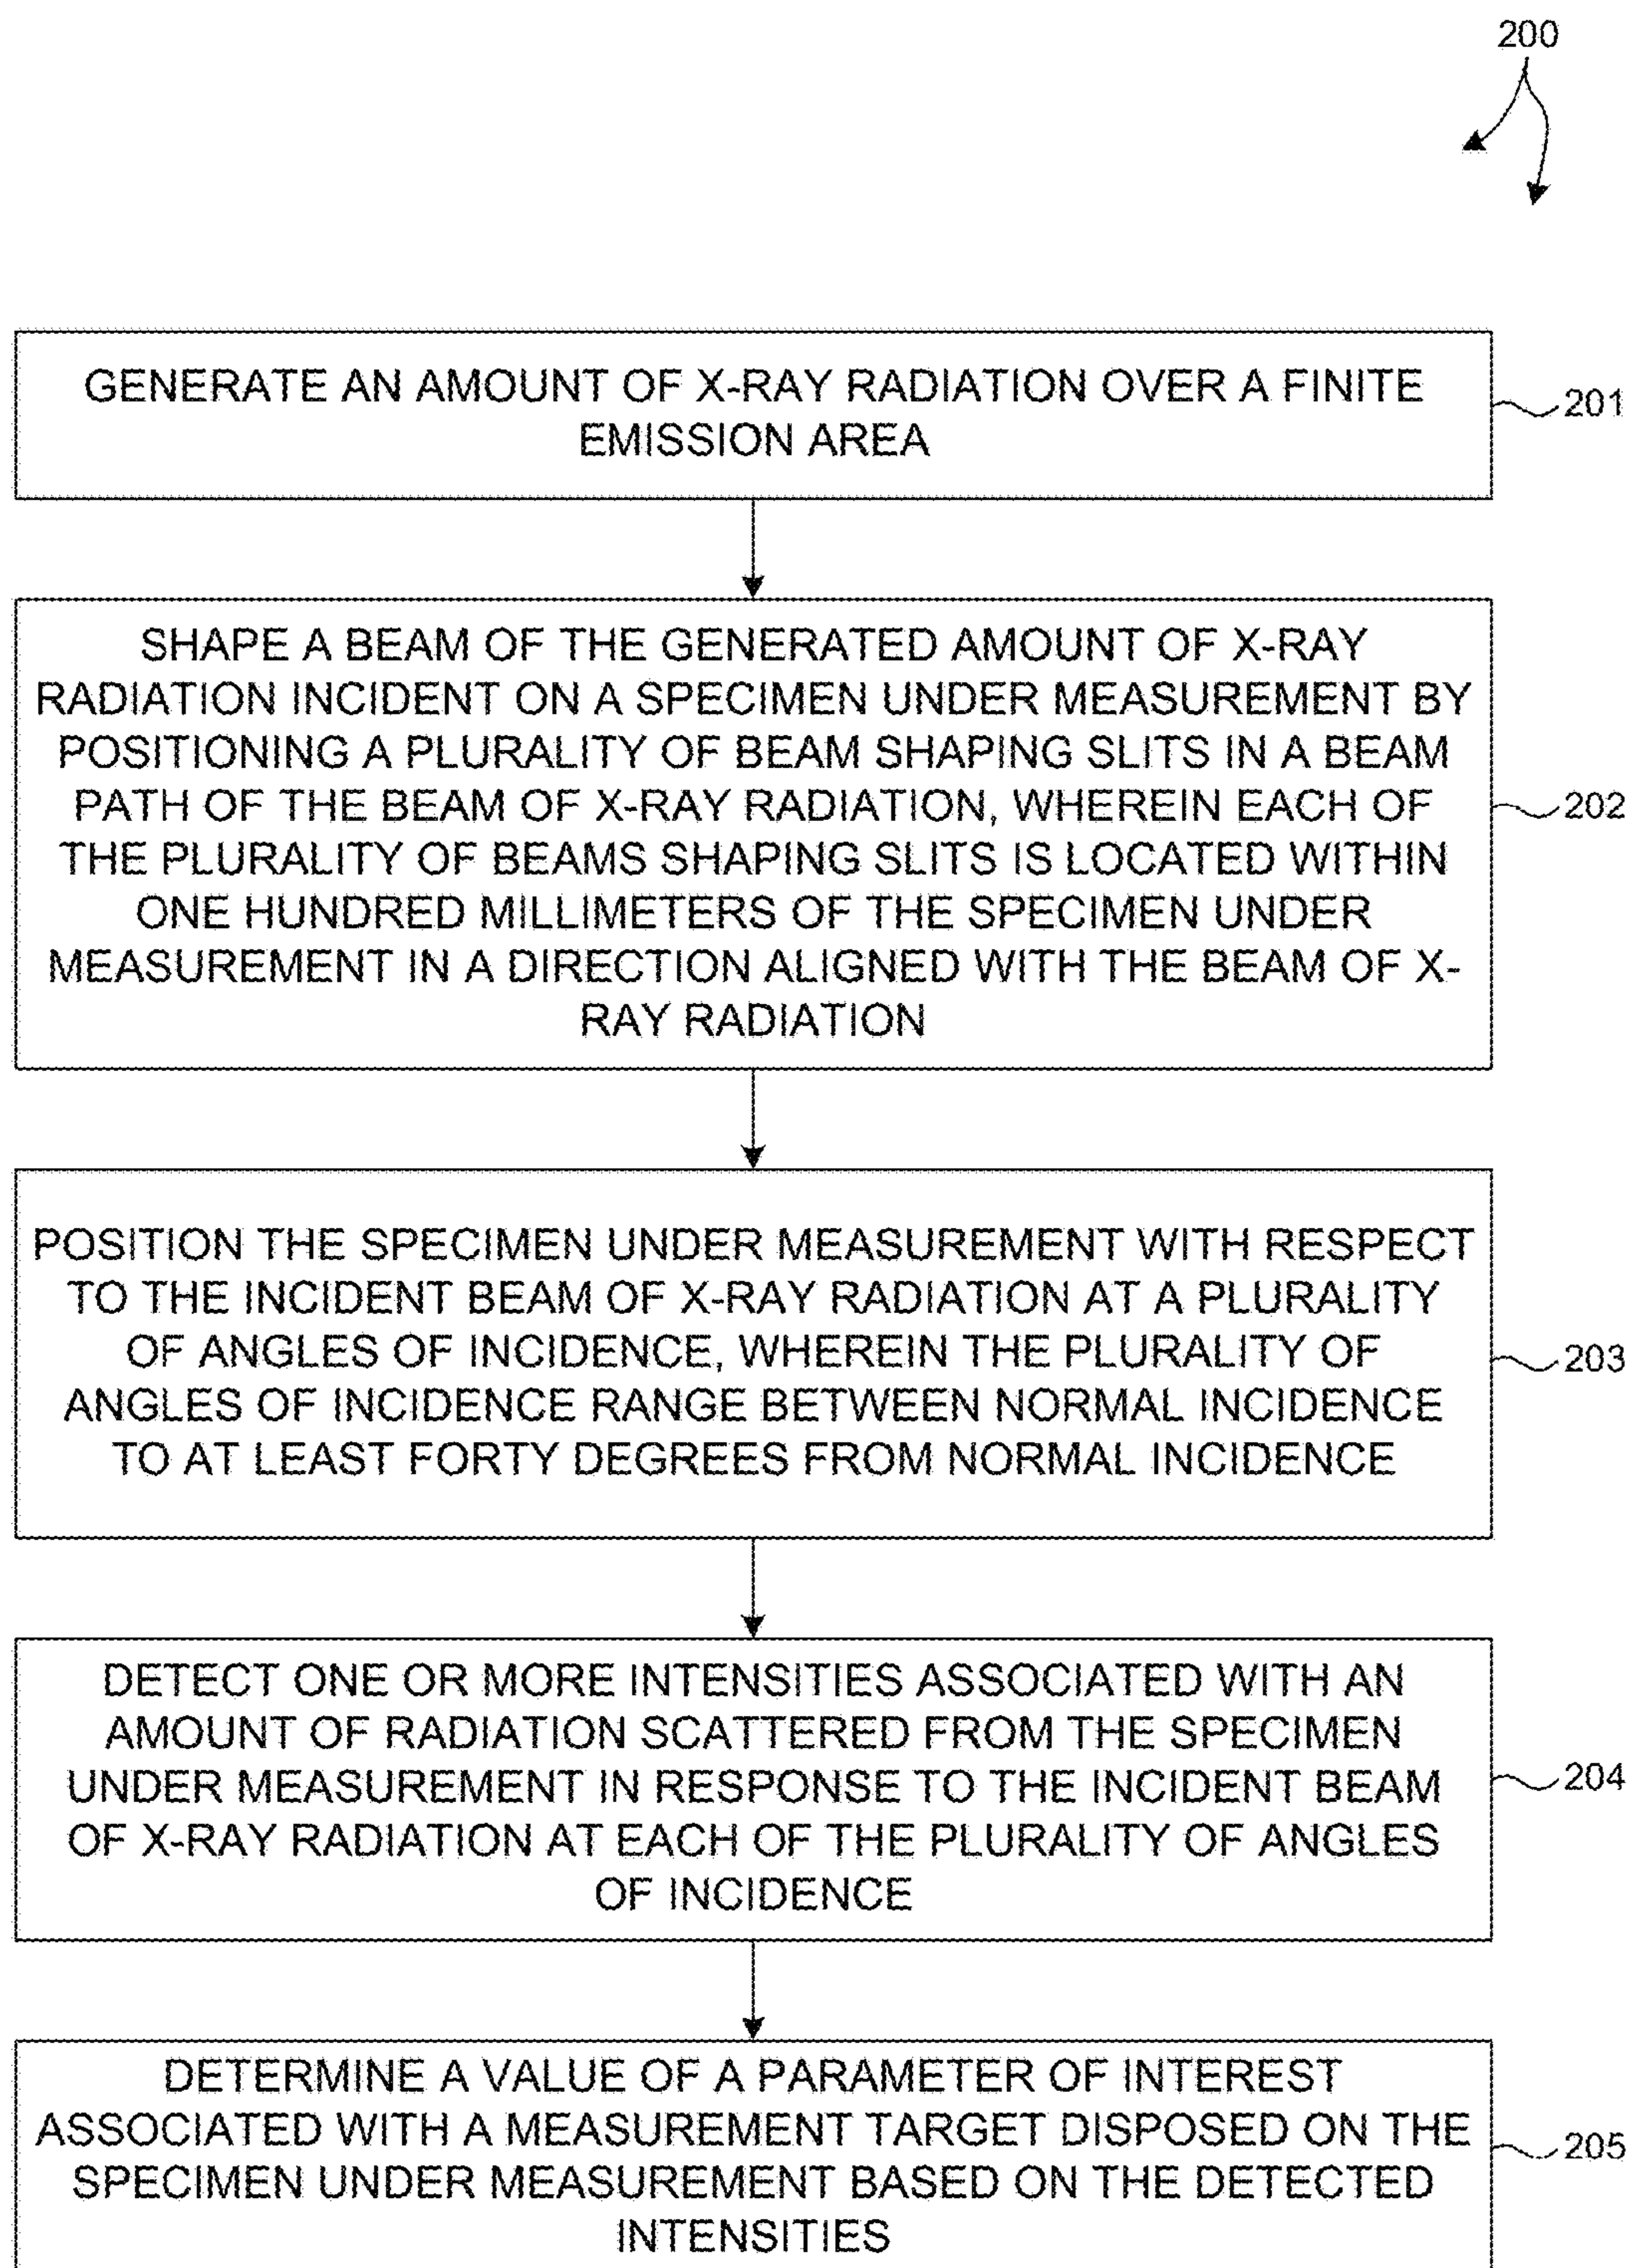 200
GENERATE AN AMOUNT OF X-RAY RADIATION OVER A FINITE
EMISSION AREA
201
SHAPE A BEAM OF THE GENERATED AMOUNT OF X-RAY
RADIATION INCIDENT ON A SPECIMEN UNDER MEASUREMENT BY
POSITIONING A PLURALITY OF BEAM SHAPING SLITS IN A BEAM
PATH OF THE BEAM OF X-RAY RADIATION, WHEREIN EACH OF
THE PLURALITY OF BEAMS SHAPING SLITS IS LOCATED WITHIN
ONE HUNDRED MILLIMETERS OF THE SPECIMEN UNDER
MEASUREMENT IN A DIRECTION ALIGNED WITH THE BEAM OF X-
RAY RADIATION
202
POSITION THE SPECIMEN UNDER MEASUREMENT WITH RESPECT
TO THE INCIDENT BEAM OF X-RAY RADIATION AT A PLURALITY
OF ANGLES OF INCIDENCE, WHEREIN THE PLURALITY OF
ANGLES OF INCIDENCE RANGE BETWEEN NORMAL INCIDENCE
TO AT LEAST FORTY DEGREES FROM NORMAL INCIDENCE
203
DETECT ONE OR MORE INTENSITIES ASSOCIATED WITH AN
AMOUNT OF RADIATION SCATTERED FROM THE SPECIMEN
UNDER MEASUREMENT IN RESPONSE TO THE INCIDENT BEAM
OF X-RAY RADIATION AT EACH OF THE PLURALITY OF ANGLES
OF INCIDENCE
204
DETERMINE A VALUE OF A PARAMETER OF INTEREST
ASSOCIATED WITH A MEASUREMENT TARGET DISPOSED ON THE
SPECIMEN UNDER MEASUREMENT BASED ON THE DETECTED
INTENSITIES
205